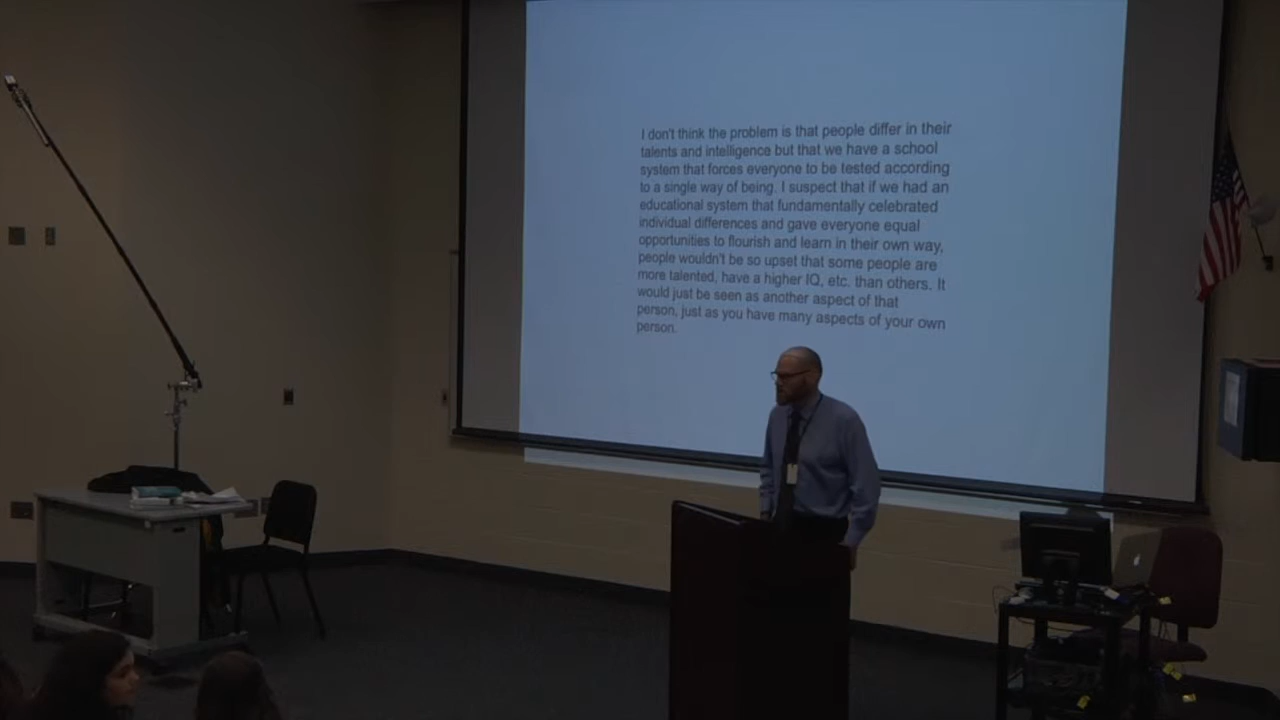 I don't think the problem is that people differ in their
talents and intelligence but that we have a school
system that forces everyone to be tested according
to a single way of being. I suspect that if we had an
educational system that fundamentally celebrated
individual differences and gave everyone equal
opportunities to flourish and learn in their own way,
people wouldn't be so upset that some people are
more talented, have a higher IQ, etc. than others. It
would just be seen as another aspect of that
person, just as you have many aspects of your own
person.